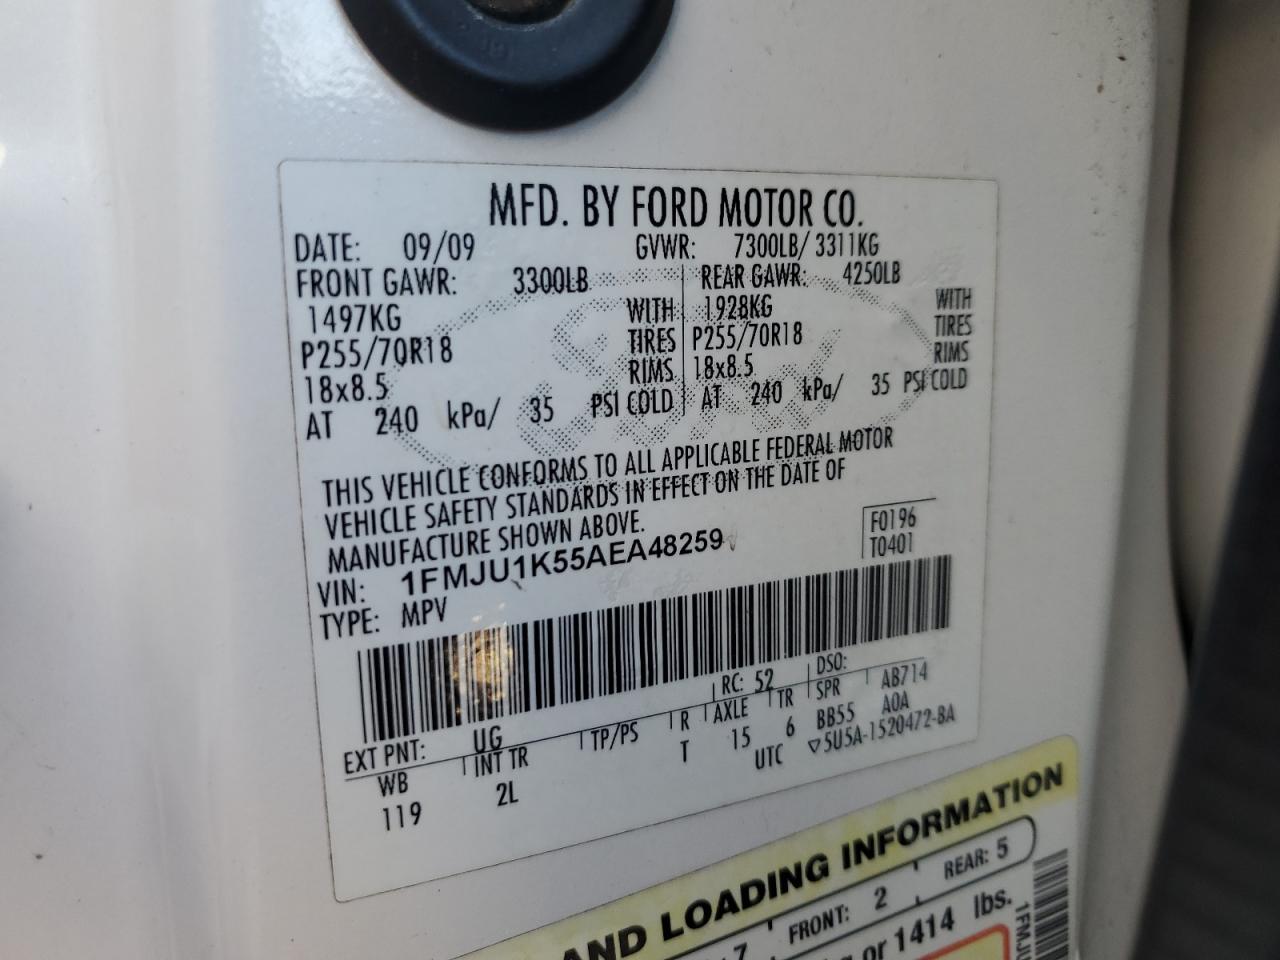 MFD. BY FORD MOTOR CO.
DATE: 09/09 GVWR: 7300LB/ 3311KG
FRONT GAWR: 3300LB REAR GAWR: 4250LB
1497KG WITH 1928KG WITH
P255/70R18 TIRES P255/70R18 TIRES
18x8.5 RIMS 18x8.5 RIMS
AT 240 kPa/ 35 PSI COLD AT 240 kPa/ 35 PSI COLD
THIS VEHICLE CONFORMS TO ALL APPLICABLE FEDERAL MOTOR
VEHICLE SAFETY STANDARDS IN EFFECT ON THE DATE OF
MANUFACTURE SHOWN ABOVE.
F0196
VIN: 1FMJU1K55AEA48259
T0401
TYPE: MPV
EXT PNT: UG RC: 52 DSO:
WB INT TR TP/PS R AXLE TR SPR AB714
119 2L T 15 6 BB55 A0A
UTC ▽5U5A-1520472-BA
AND LOADING INFORMATION
7 FRONT: 2 REAR: 5
or 1414 lbs.
1FMJU